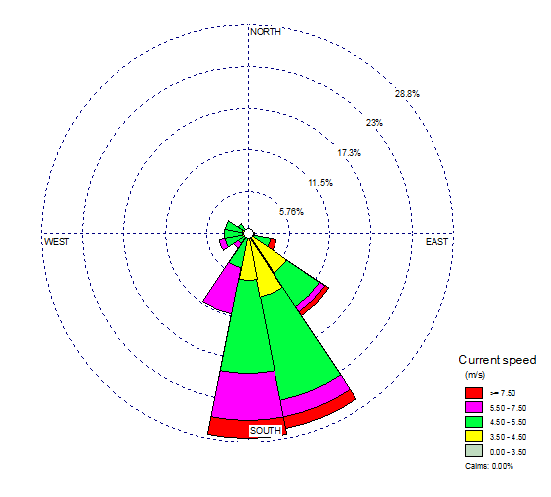 NORTH
28.8%
23%
17.3%
11.5%
5.76%
WEST
EAST
SOUTH
Current speed
(m/s)
>= 7.50
5.50 - 7.50
4.50 - 5.50
3.50 - 4.50
0.00 - 3.50
Calms: 0.00%